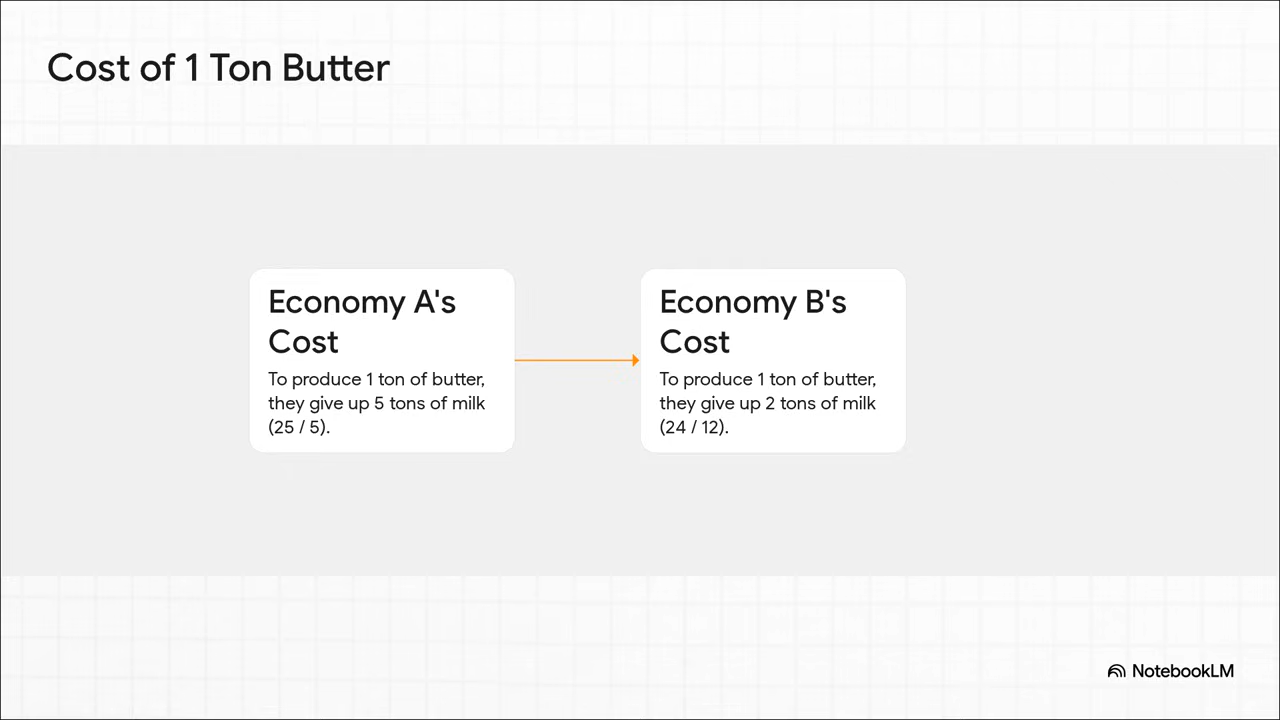 Cost of 1 Ton Butter
Economy A's
Cost
To produce 1 ton of butter,
they give up 5 tons of milk
(25 / 5).
Economy B's
Cost
To produce 1 ton of butter,
they give up 2 tons of milk
(24 / 12).
NotebookLM